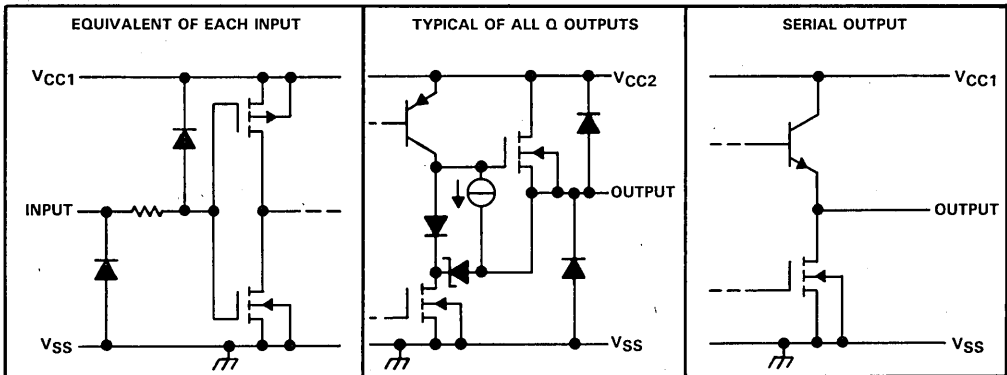 EQUIVALENT OF EACH INPUT
VCC1
INPUT
VSS
TYPICAL OF ALL Q OUTPUTS
VCC2
OUTPUT
VSS
SERIAL OUTPUT
VCC1
OUTPUT
VSS